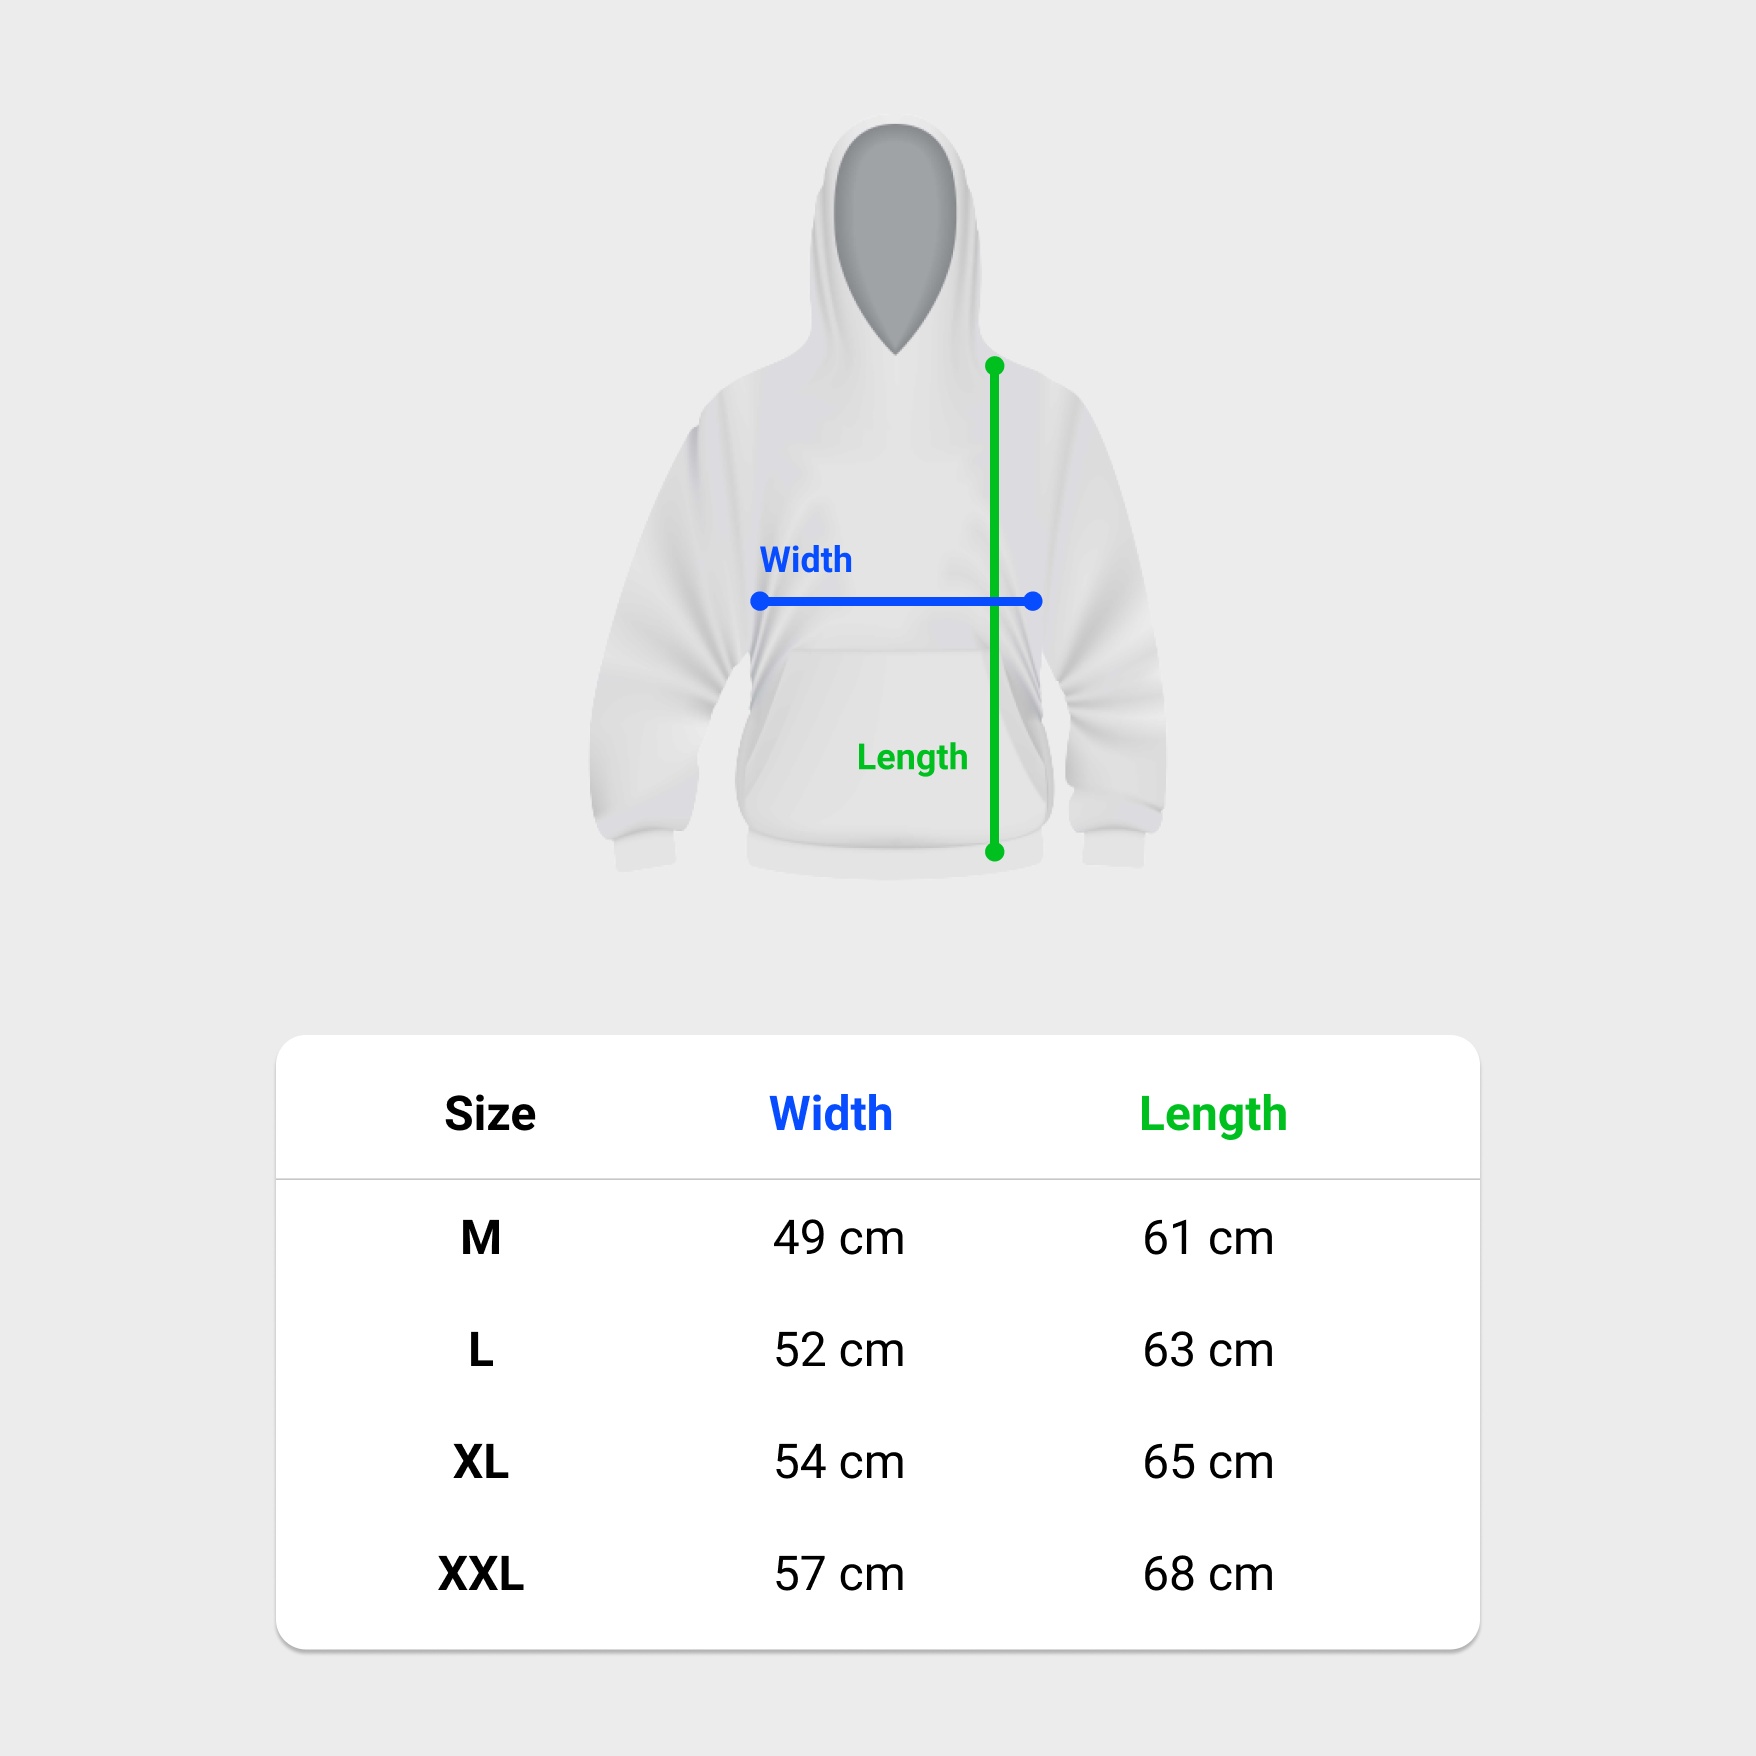 Width
Length
Size Width Length
M 49 cm 61 cm
L 52 cm 63 cm
XL 54 cm 65 cm
XXL 57 cm 68 cm